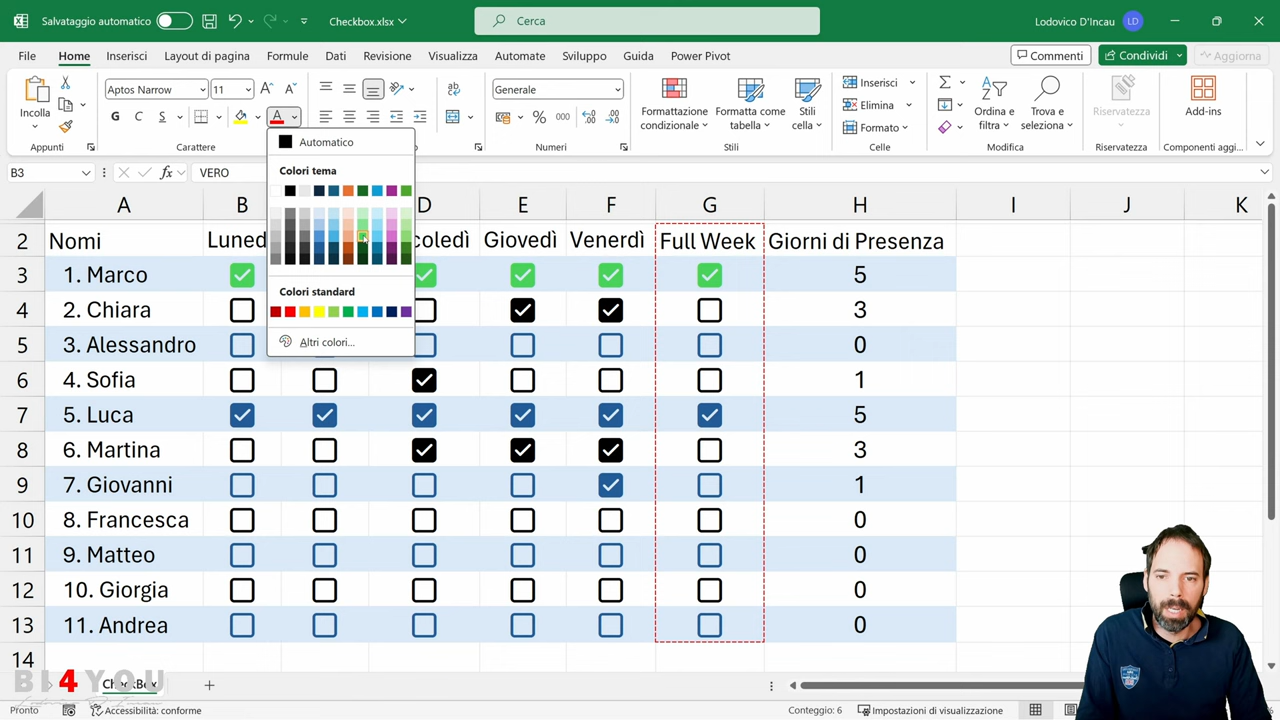 Salvataggio automatico
Checkbox.xlsx
Cerca
Lodovico D'Incau
LD
File Home Inserisci Layout di pagina Formule Dati Revisione Visualizza Automate Sviluppo Guida Power Pivot
Commenti
Condividi
Aggiorna
Incolla
Aptos Narrow
11
G C S
Generale
Formattazione condizionale
Formatta come tabella
Stili cella
Inserisci
Elimina
Formato
Ordina e filtra
Trova e seleziona
Riservatezza
Add-ins
Appunti
Carattere
Numeri
Stili
Celle
Modifica
Riservatezza
Componenti aggi...
B3
fx
VERO
Automatico
Colori tema
Colori standard
Altri colori...
A B D E F G H I J K
2 Nomi Giovedì Venerdì Full Week Giorni di Presenza
3 1. Marco 5
4 2. Chiara 3
5 3. Alessandro 0
6 4. Sofia 1
7 5. Luca 5
8 6. Martina 3
9 7. Giovanni 1
10 8. Francesca 0
11 9. Matteo 0
12 10. Giorgia 0
13 11. Andrea 0
14
BI4YOU
Pronto
Accessibilità: conforme
Conteggio: 6
Impostazioni di visualizzazione